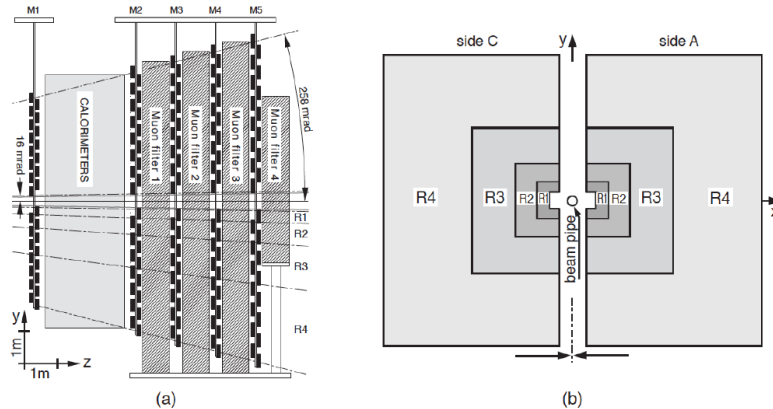 M1 M2 M3 M4 M5
CALORIMETERS
Muon filter 1
Muon filter 2
Muon filter 3
Muon filter 4
258 mrad
16 mrad
R1
R2
R3
R4
y
1m
1m
z
(a)
side C y side A
R4 R3 R2 R1 O R1 R2 R3 R4
x
beam pipe
(b)